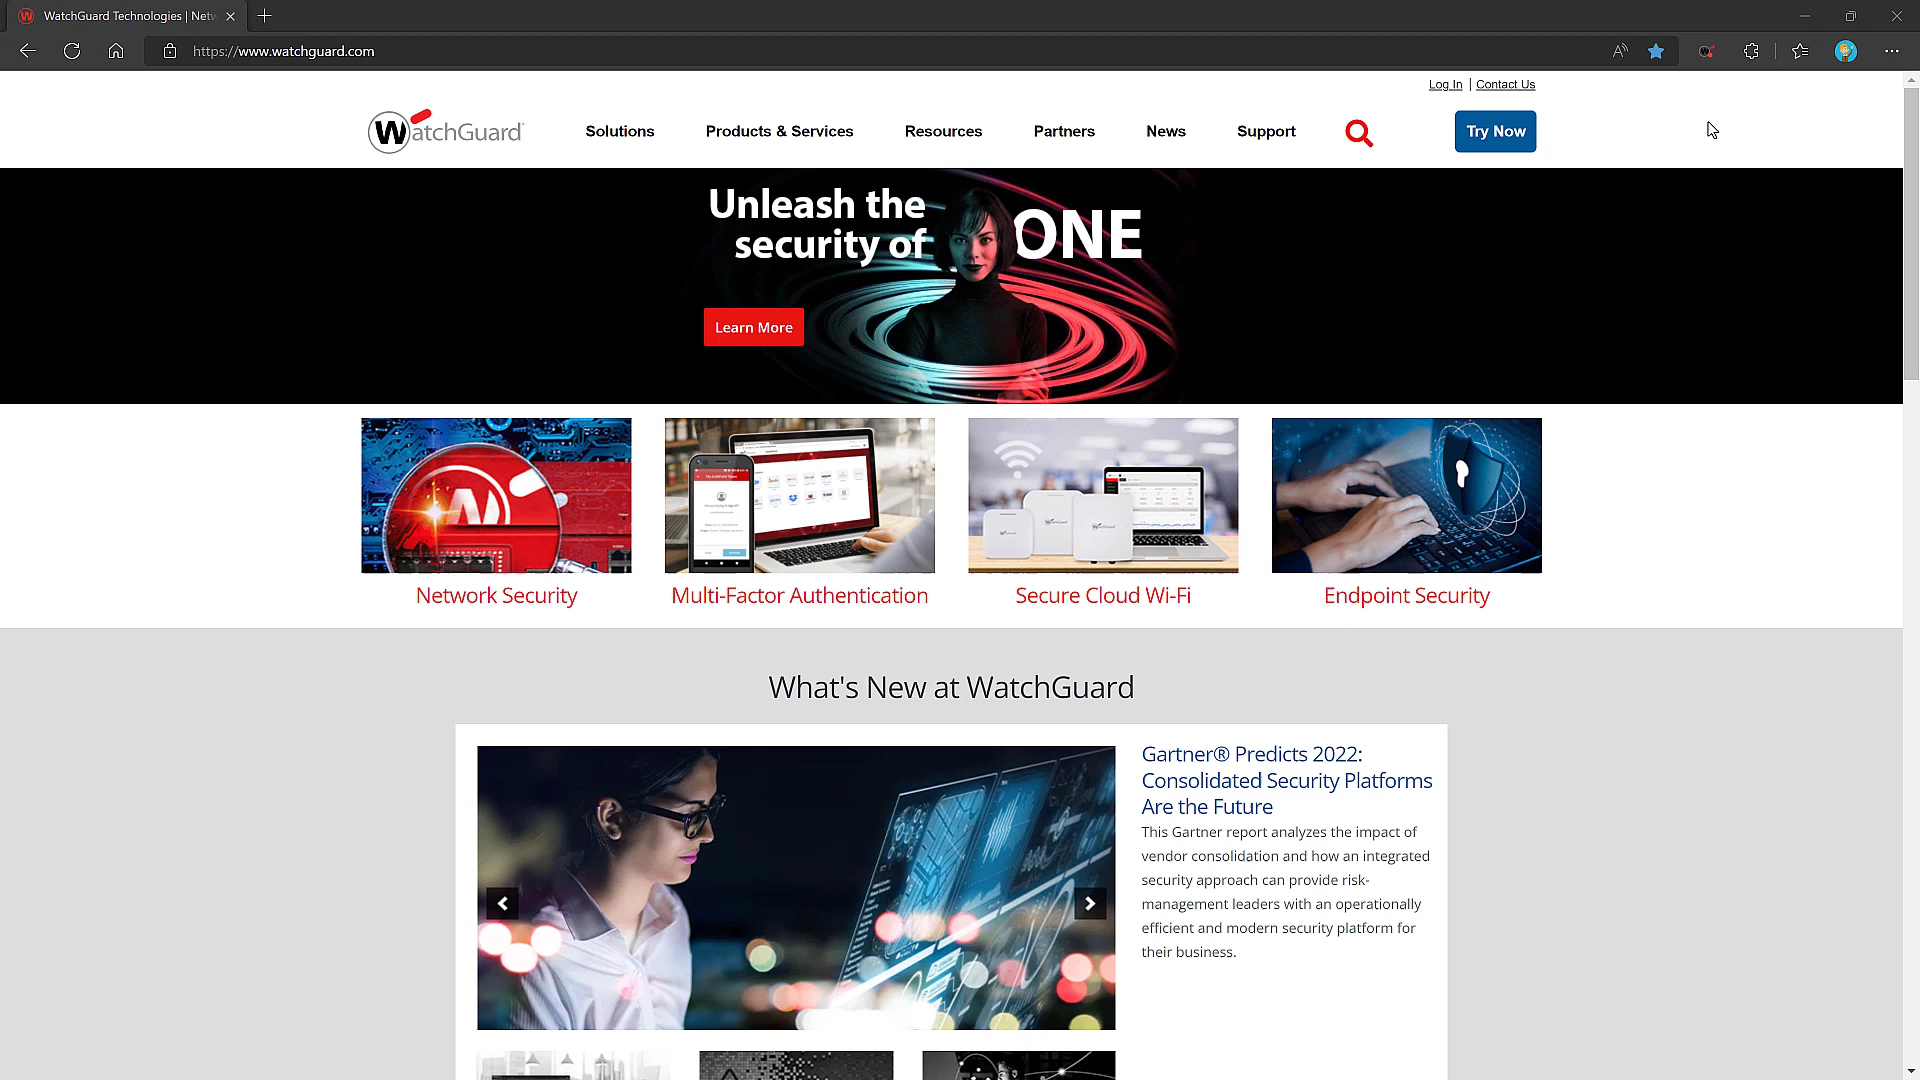 WatchGuard Technologies | Netw
https://www.watchguard.com
Log In | Contact Us
WatchGuard
Solutions
Products & Services
Resources
Partners
News
Support
Try Now
Unleash the
security of
ONE
Learn More
Network Security
Multi-Factor Authentication
Secure Cloud Wi-Fi
Endpoint Security
What's New at WatchGuard
Gartner® Predicts 2022:
Consolidated Security Platforms
Are the Future
This Gartner report analyzes the impact of
vendor consolidation and how an integrated
security approach can provide risk-
management leaders with an operationally
efficient and modern security platform for
their business.